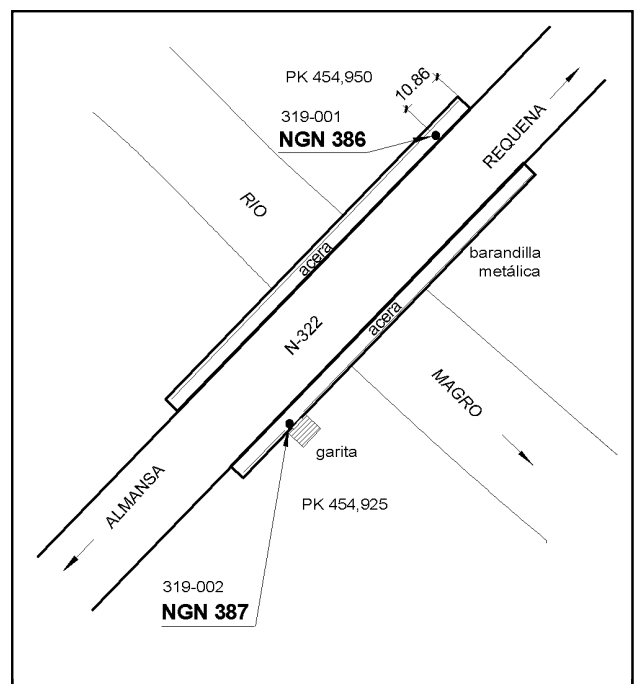 PK 454,950
10.86
319-001
NGN 386
REQUENA
RIO
acera
barandilla
metálica
acera
N-322
MAGRO
garita
ALMANSA
PK 454,925
319-002
NGN 387